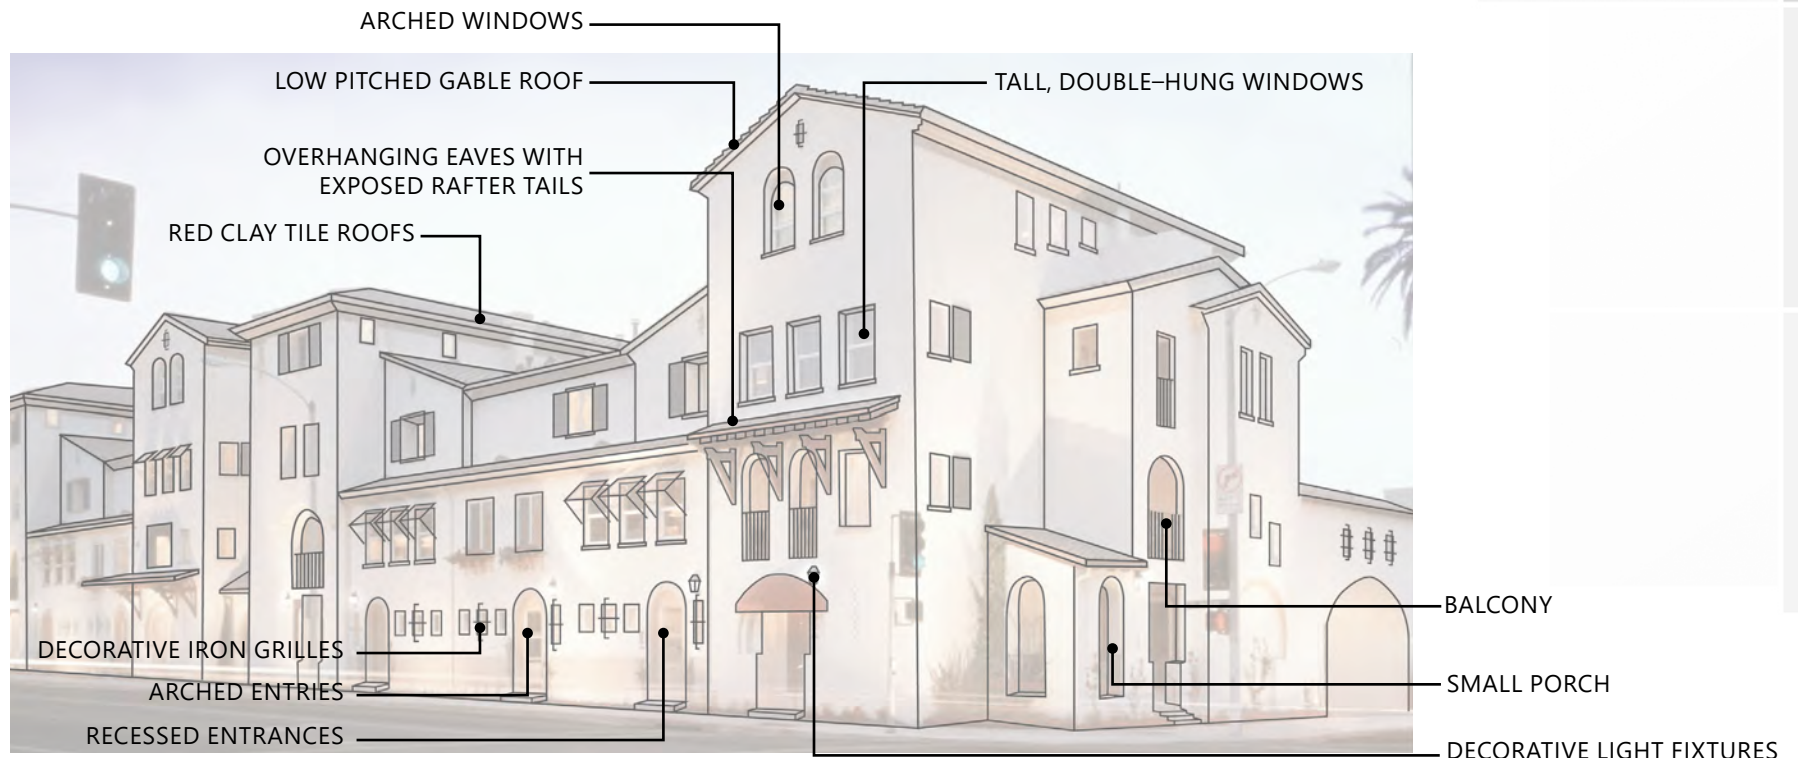 ARCHED WINDOWS
LOW PITCHED GABLE ROOF
TALL, DOUBLE–HUNG WINDOWS
OVERHANGING EAVES WITH
EXPOSED RAFTER TAILS
RED CLAY TILE ROOFS
BALCONY
DECORATIVE IRON GRILLES
SMALL PORCH
ARCHED ENTRIES
RECESSED ENTRANCES
DECORATIVE LIGHT FIXTURES